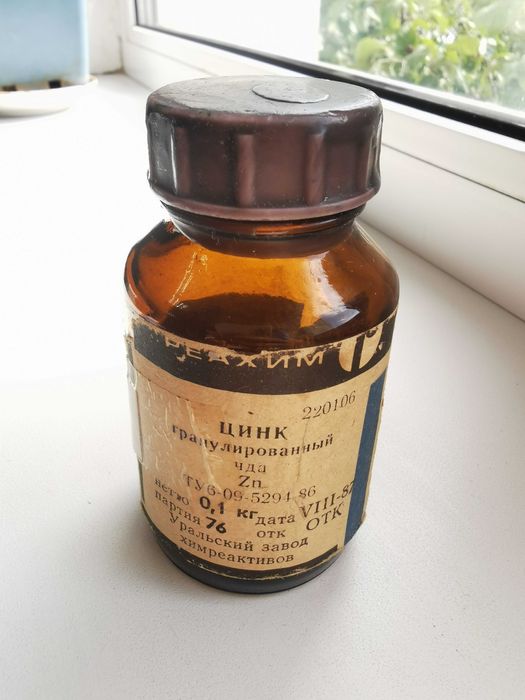 РЕАХИМ
220106
ЦИНК
гранулированный
чда
Zn
ТУ6-09-5294-86
нетто 0,1 кг дата VIII-87
партия 76 отк ОТК
Уральский завод
химреактивов